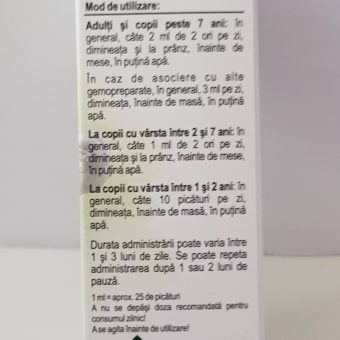 Mod de utilizare:
Adulți și copii peste 7 ani: în
general, câte 2 ml de 2 ori pe zi,
dimineața și la prânz, înainte de
mese, în puțină apă.
În caz de asociere cu alte
gemopreparate, în general, 3 ml pe zi,
dimineața, înainte de masă, în puțină
apă.
La copii cu vârsta între 2 și 7 ani: în
general, câte 1 ml de 2 ori pe zi,
dimineața și la prânz, înainte de mese,
în puțină apă.
La copii cu vârsta între 1 și 2 ani: în
general, câte 10 picături pe zi,
dimineața, înainte de masă, în puțină
apă.
Durata administrării poate varia între
1 și 3 luni de zile. Se poate repeta
administrarea după 1 sau 2 luni de
pauză.
1 ml = aprox. 25 de picături
A nu se depăși doza recomandată pentru
consumul zilnic!
A se agita înainte de utilizare!